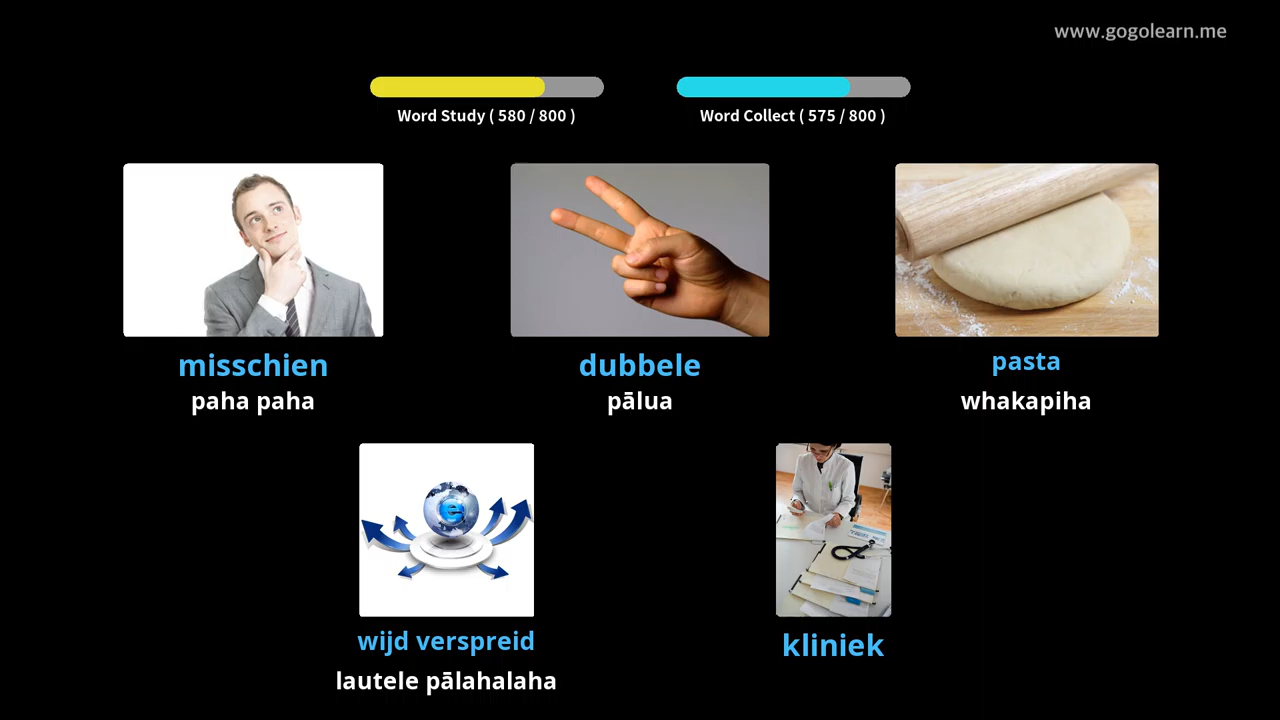 www.gogolearn.me
Word Study ( 580 / 800 )
Word Collect ( 575 / 800 )
misschien
paha paha
dubbele
pālua
pasta
whakapiha
wijd verspreid
lautele pālahalaha
kliniek